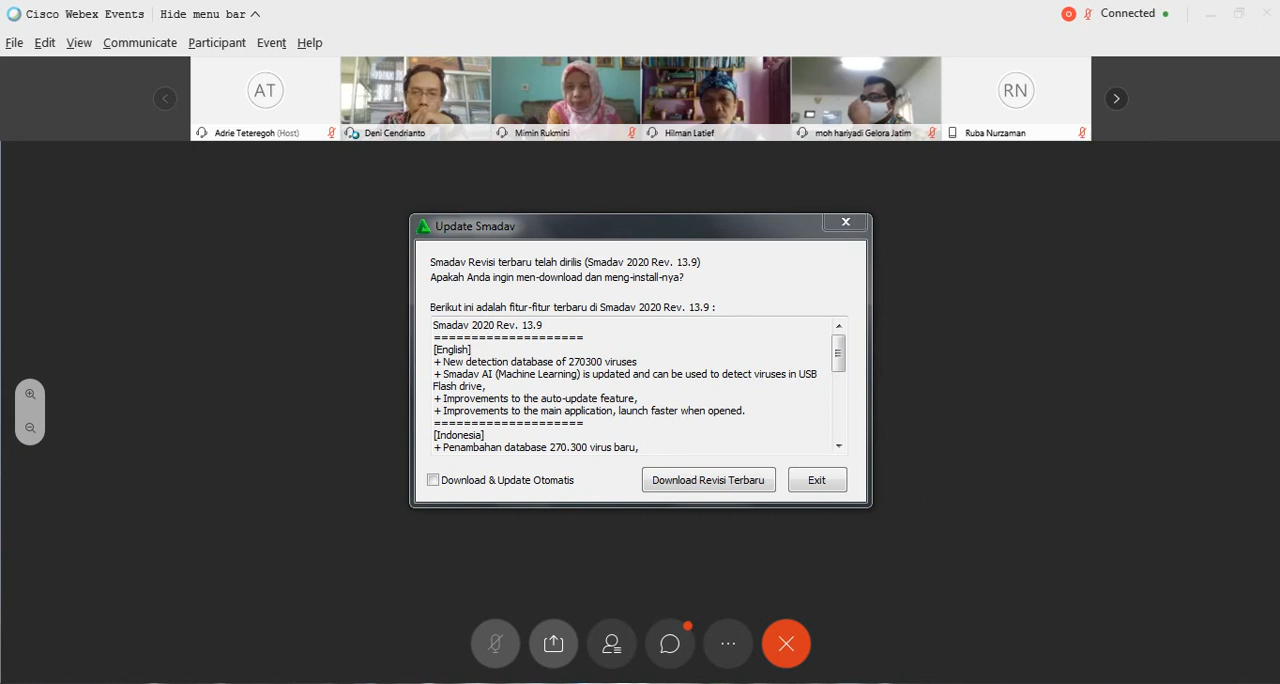 Cisco Webex Events
Hide menu bar
Connected
File Edit View Communicate Participant Event Help
AT
RN
Adrie Teteregoh (Host)
Deni Cendrianto
Mimin Rukmini
Hilman Latief
moh hariyadi Gelora Jatim
Ruba Nurzaman
Update Smadav
Smadav Revisi terbaru telah dirilis (Smadav 2020 Rev. 13.9)
Apakah Anda ingin men-download dan meng-install-nya?
Berikut ini adalah fitur-fitur terbaru di Smadav 2020 Rev. 13.9 :
Smadav 2020 Rev. 13.9
====================
[English]
+ New detection database of 270300 viruses
+ Smadav AI (Machine Learning) is updated and can be used to detect viruses in USB
Flash drive,
+ Improvements to the auto-update feature,
+ Improvements to the main application, launch faster when opened.
====================
[Indonesia]
+ Penambahan database 270.300 virus baru,
Download & Update Otomatis
Download Revisi Terbaru
Exit